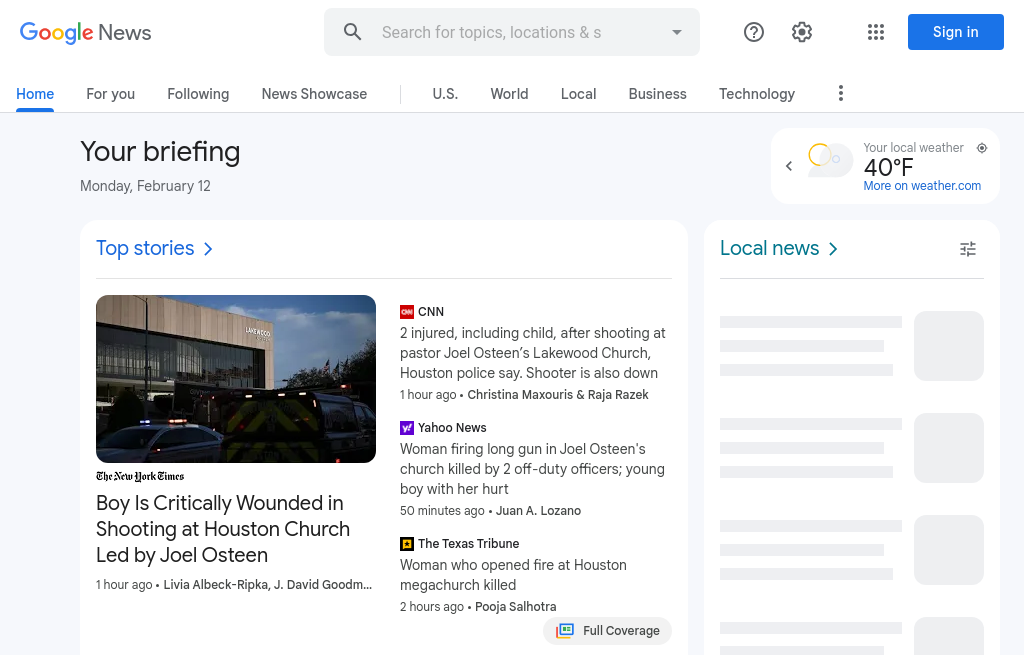 Google News
Search for topics, locations & s
Sign in
Home
For you
Following
News Showcase
U.S.
World
Local
Business
Technology
Your briefing
Monday, February 12
Your local weather
40°F
More on weather.com
Top stories
Local news
LAKEWOOD
The New York Times
Boy Is Critically Wounded in
Shooting at Houston Church
Led by Joel Osteen
1 hour ago • Livia Albeck-Ripka, J. David Goodm...
CNN
CNN
2 injured, including child, after shooting at
pastor Joel Osteen’s Lakewood Church,
Houston police say. Shooter is also down
1 hour ago • Christina Maxouris & Raja Razek
y!
Yahoo News
Woman firing long gun in Joel Osteen's
church killed by 2 off-duty officers; young
boy with her hurt
50 minutes ago • Juan A. Lozano
The Texas Tribune
Woman who opened fire at Houston
megachurch killed
2 hours ago • Pooja Salhotra
Full Coverage